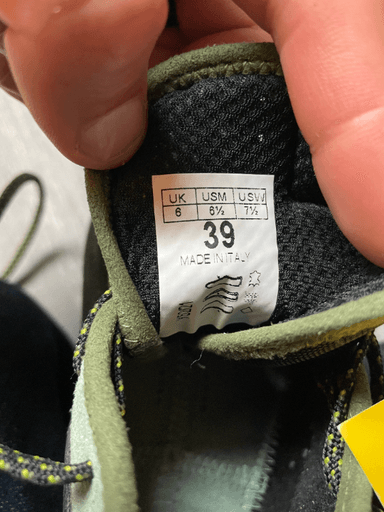 UK USM USW
6 6½ 7½
39
MADE IN ITALY